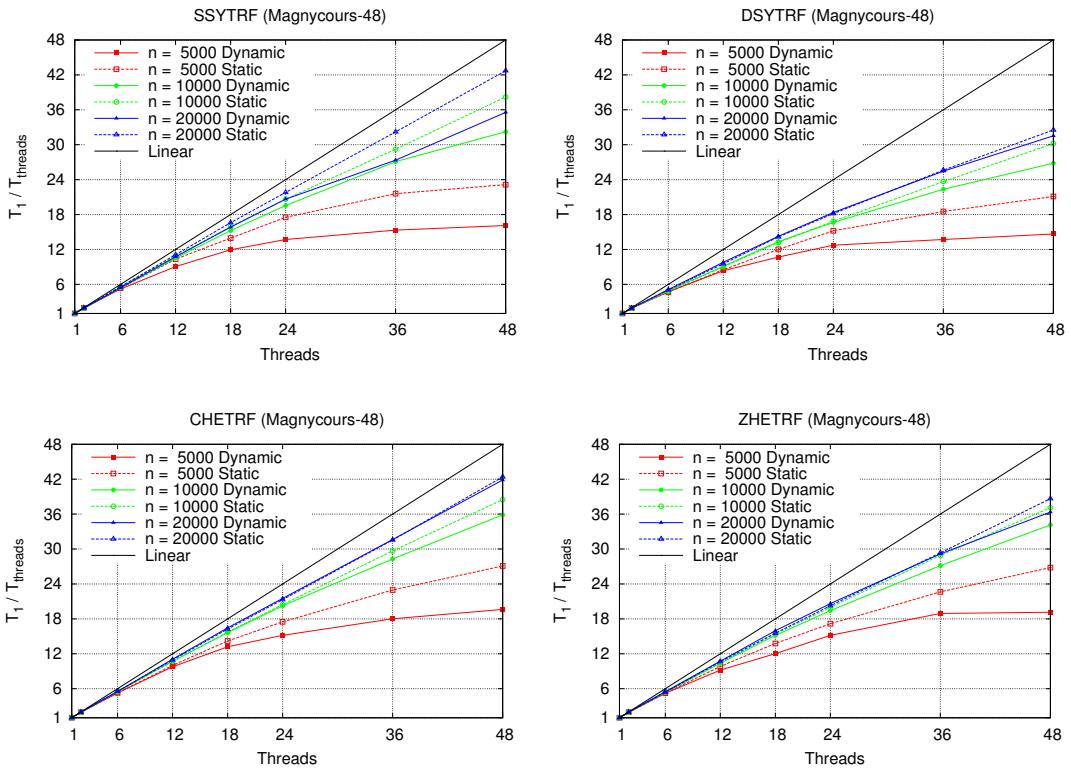 SSYTRF (Magnycours-48)
48
42
36
30
24
18
12
6
1
T1 / Tthreads
n = 5000 Dynamic
n = 5000 Static
n = 10000 Dynamic
n = 10000 Static
n = 20000 Dynamic
n = 20000 Static
Linear
1 6 12 18 24 36 48
Threads
DSYTRF (Magnycours-48)
48
42
36
30
24
18
12
6
1
T1 / Tthreads
n = 5000 Dynamic
n = 5000 Static
n = 10000 Dynamic
n = 10000 Static
n = 20000 Dynamic
n = 20000 Static
Linear
1 6 12 18 24 36 48
Threads
CHETRF (Magnycours-48)
48
42
36
30
24
18
12
6
1
T1 / Tthreads
n = 5000 Dynamic
n = 5000 Static
n = 10000 Dynamic
n = 10000 Static
n = 20000 Dynamic
n = 20000 Static
Linear
1 6 12 18 24 36 48
Threads
ZHETRF (Magnycours-48)
48
42
36
30
24
18
12
6
1
T1 / Tthreads
n = 5000 Dynamic
n = 5000 Static
n = 10000 Dynamic
n = 10000 Static
n = 20000 Dynamic
n = 20000 Static
Linear
1 6 12 18 24 36 48
Threads